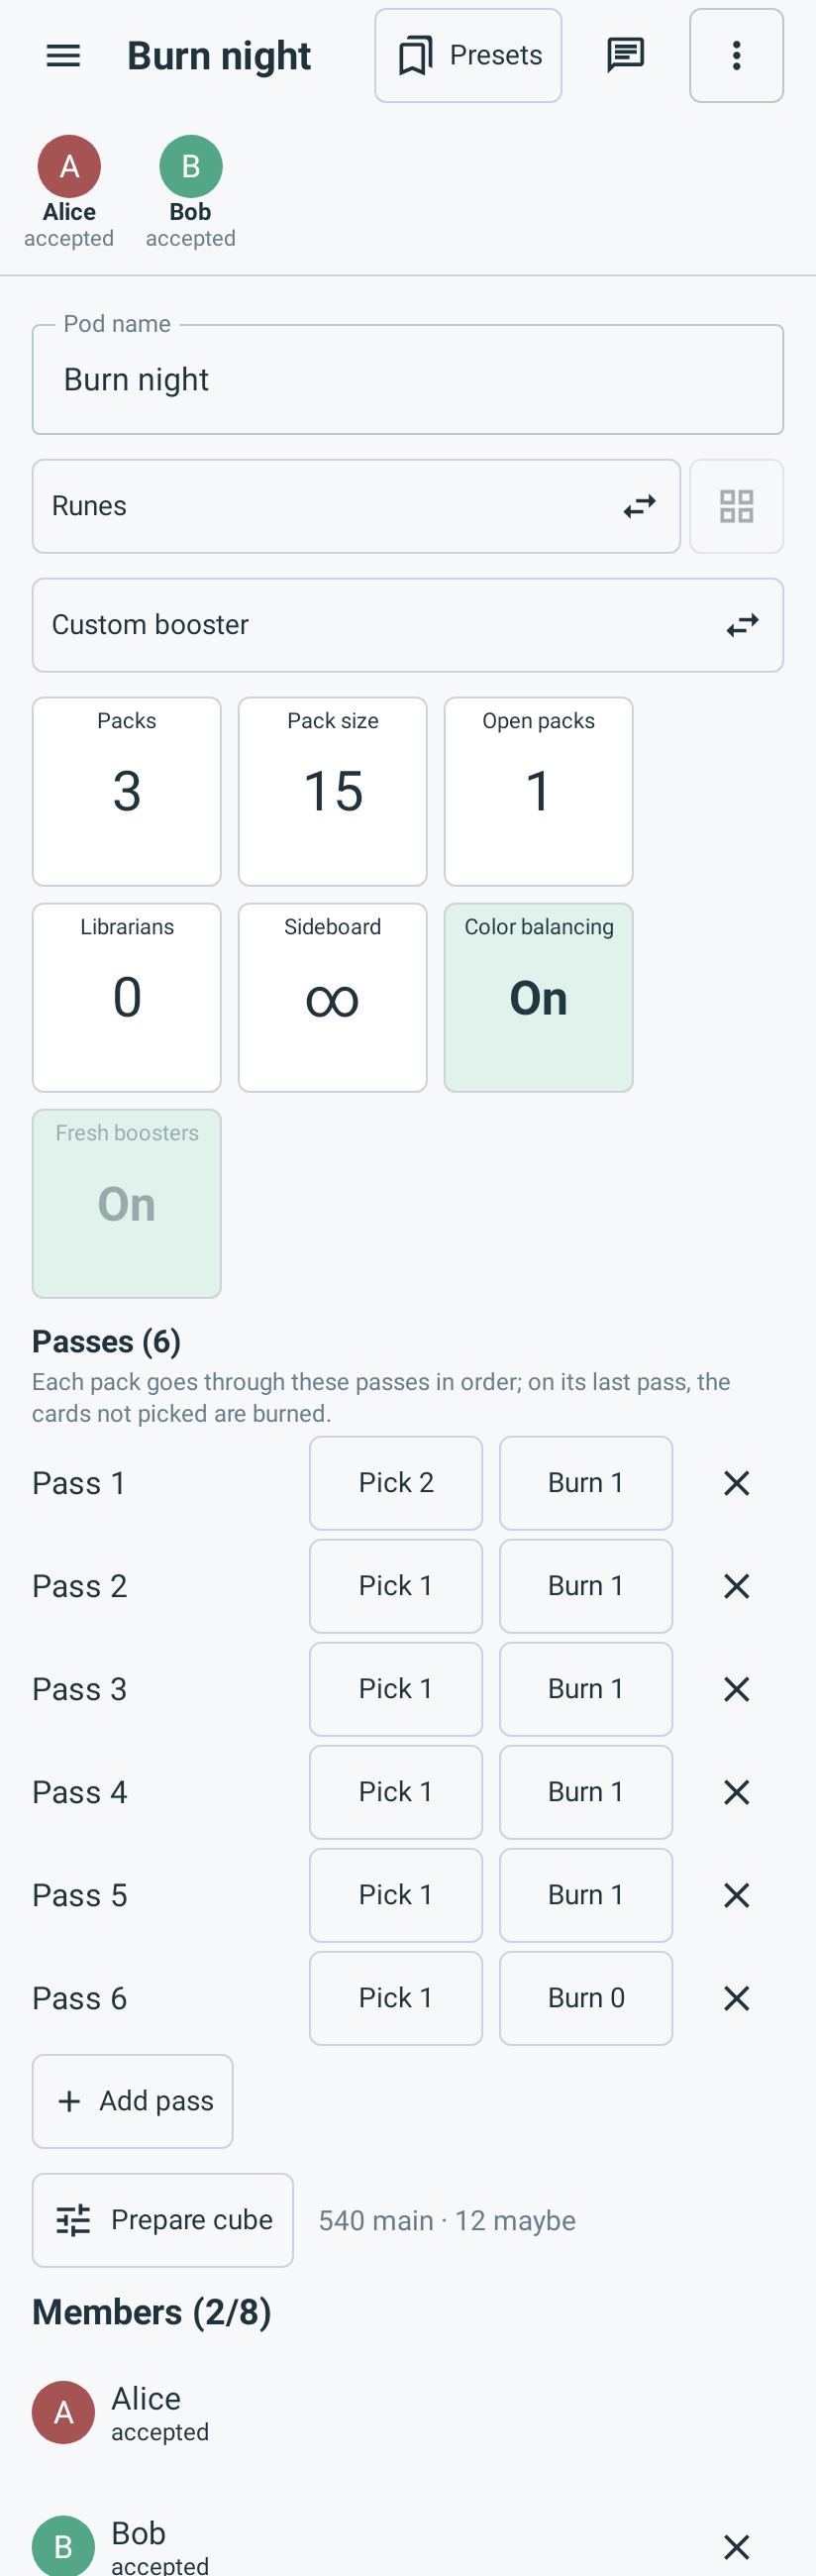 Burn night
Presets
A
B
Alice
Bob
accepted
accepted
Pod name
Burn night
Runes
Custom booster
Packs
Pack size
Open packs
3
15
1
Librarians
Sideboard
Color balancing
0
∞
On
Fresh boosters
On
Passes (6)
Each pack goes through these passes in order; on its last pass, the
cards not picked are burned.
Pass 1
Pick 2
Burn 1
Pass 2
Pick 1
Burn 1
Pass 3
Pick 1
Burn 1
Pass 4
Pick 1
Burn 1
Pass 5
Pick 1
Burn 1
Pass 6
Pick 1
Burn 0
Add pass
Prepare cube
540 main · 12 maybe
Members (2/8)
A
Alice
accepted
B
Bob
accepted